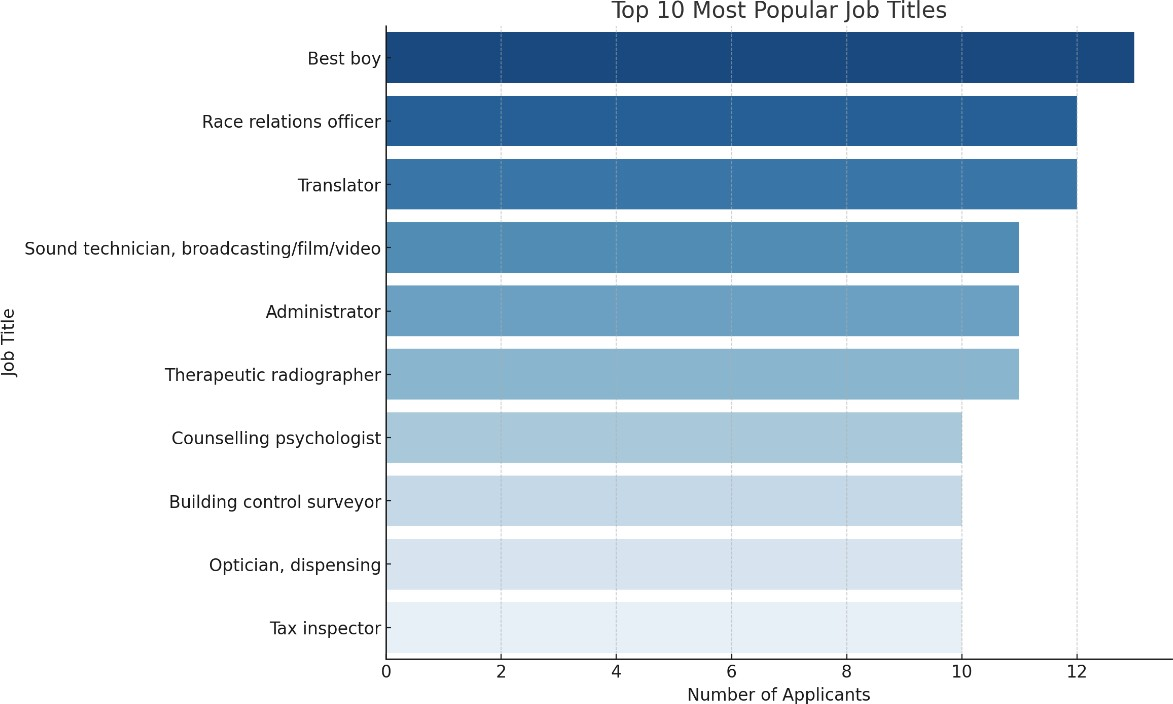 Top 10 Most Popular Job Titles
Best boy
Race relations officer
Translator
Sound technician, broadcasting/film/video
Administrator
Therapeutic radiographer
Counselling psychologist
Building control surveyor
Optician, dispensing
Tax inspector
Job Title
0 2 4 6 8 10 12
Number of Applicants